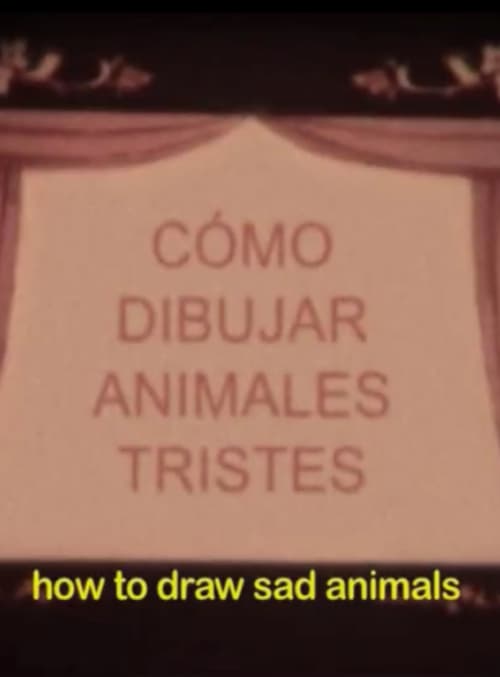 CÓMO
DIBUJAR
ANIMALES
TRISTES
how to draw sad animals